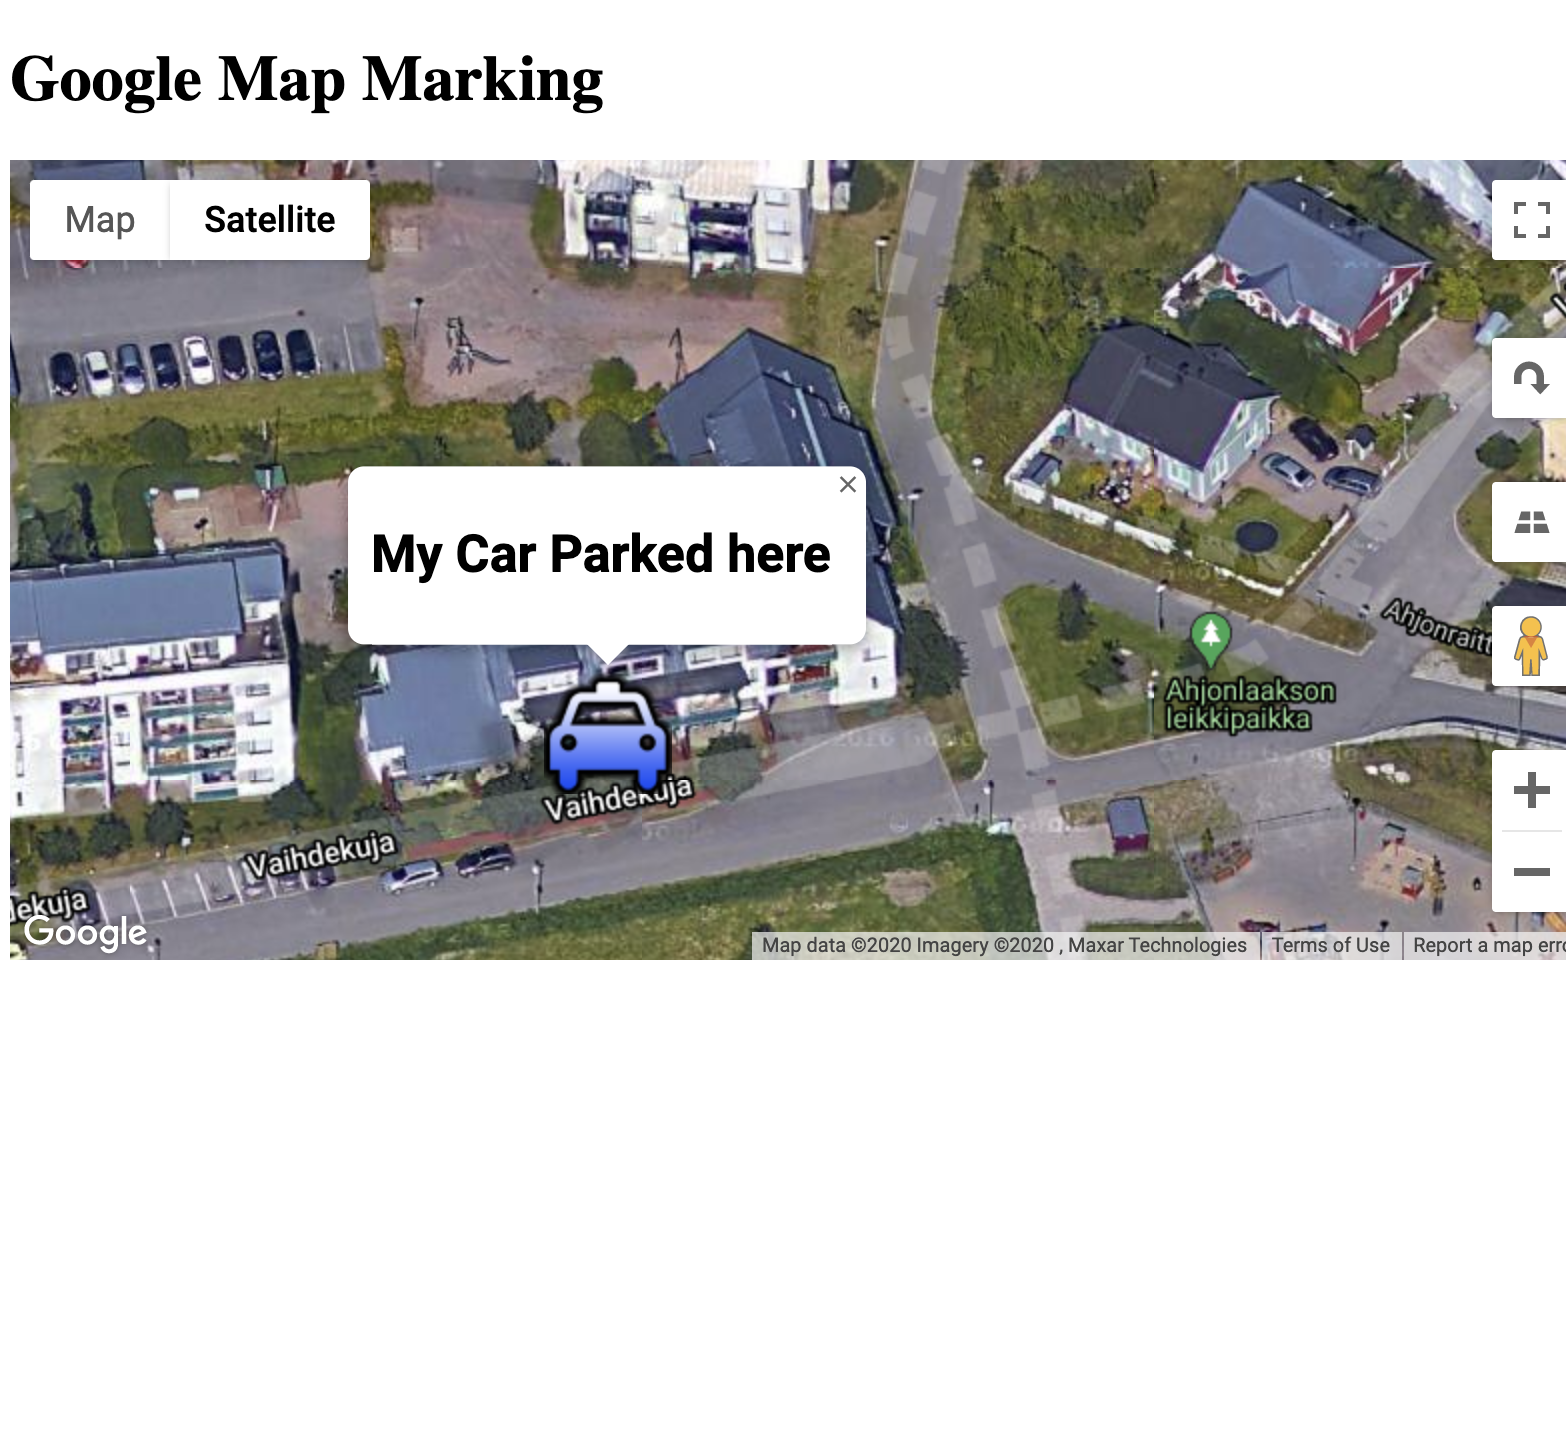 Google Map Marking
Map
Satellite
My Car Parked here
Ahjonraitt
Ahjonlaakson
leikkipaikka
Vaihdekuja
Vaihdekuja
lekuja
Google
Map data ©2020 Imagery ©2020 , Maxar Technologies
Terms of Use
Report a map erro